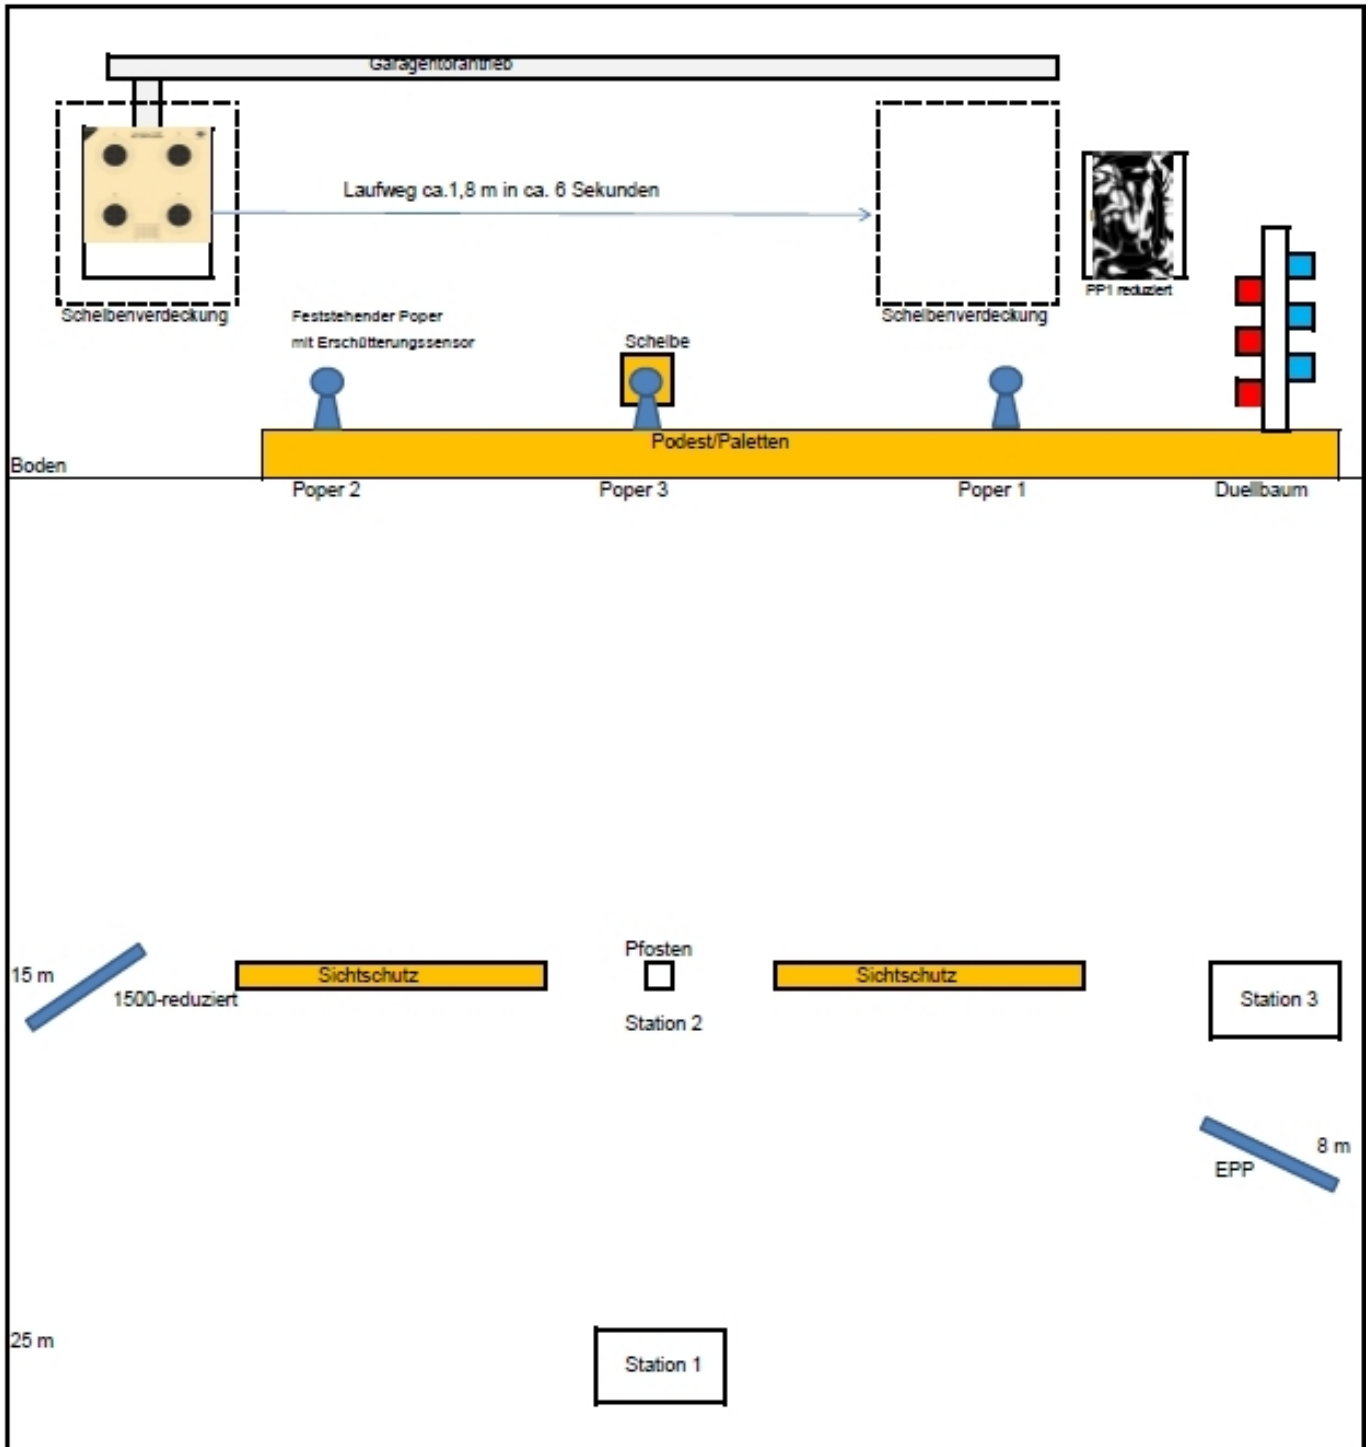 Garagentorantrieb
Laufweg ca.1,8 m in ca. 6 Sekunden
PP1 reduziert
Scheibenverdeckung
Feststehender Poper
mit Erschütterungssensor
Scheibe
Scheibenverdeckung
Podest/Paletten
Boden
Poper 2
Poper 3
Poper 1
Duellbaum
15 m
1500-reduziert
Sichtschutz
Pfosten
Station 2
Sichtschutz
Station 3
EPP
8 m
25 m
Station 1